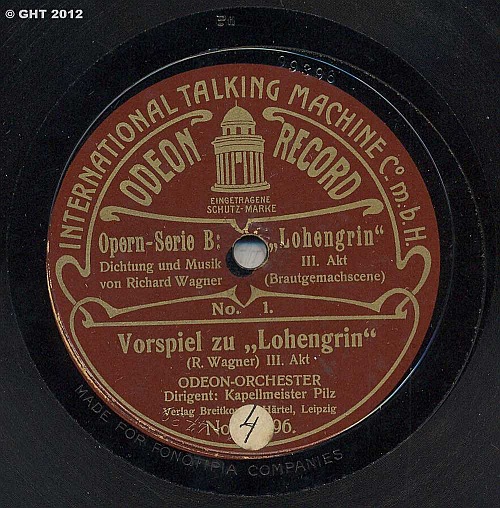 © GHT 2012
INTERNATIONAL TALKING MACHINE Co. m. b. H.
ODEON RECORD
EINGETRAGENE
SCHUTZ-MARKE
Opern-Serie B: „Lohengrin“
Dichtung und Musik III. Akt
von Richard Wagner (Brautgemachscene)
No. 1.
Vorspiel zu „Lohengrin“
(R. Wagner) III. Akt
ODEON-ORCHESTER
Dirigent: Kapellmeister Pilz
Verlag Härtel, Leipzig
No. 96.
4
MADE FOR FONOTIPIA COMPANIES